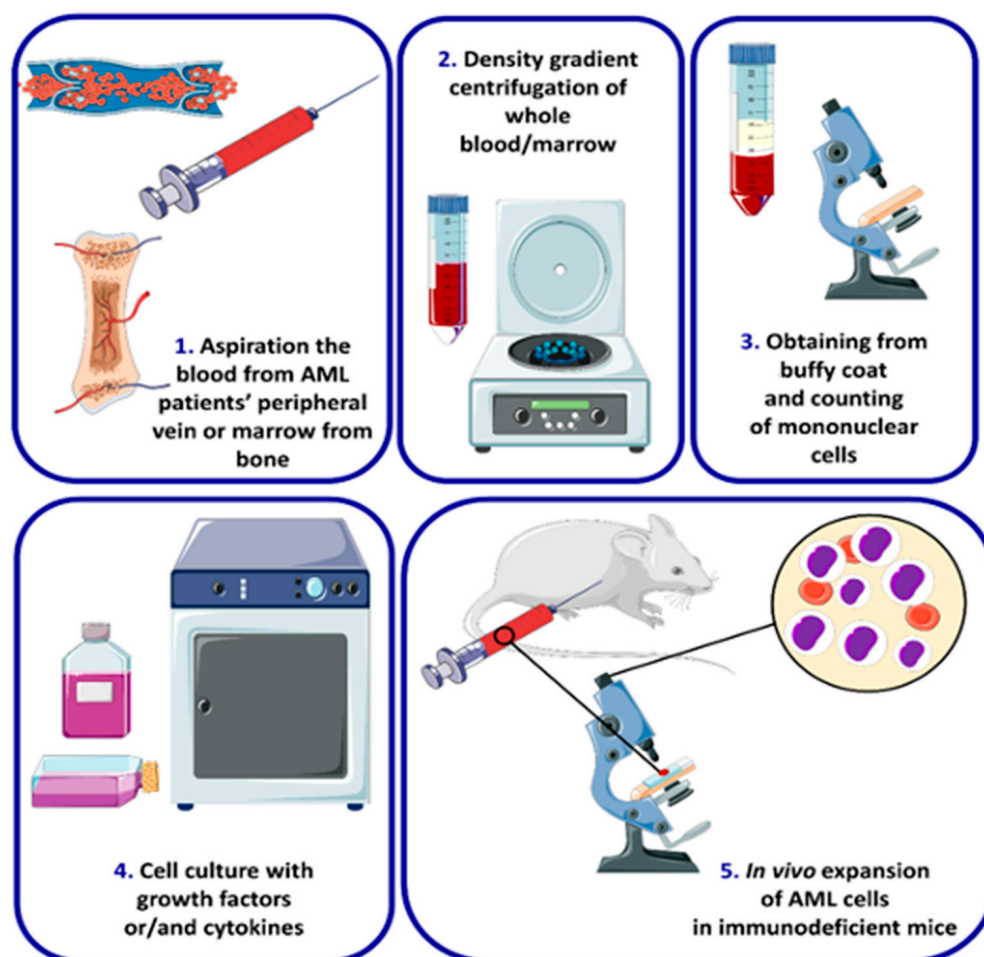 1. Aspiration the
blood from AML
patients’ peripheral
vein or marrow from
bone
2. Density gradient
centrifugation of
whole
blood/marrow
3. Obtaining from
buffy coat
and counting
of mononuclear
cells
4. Cell culture with
growth factors
or/and cytokines
5. In vivo expansion
of AML cells
in immunodeficient mice